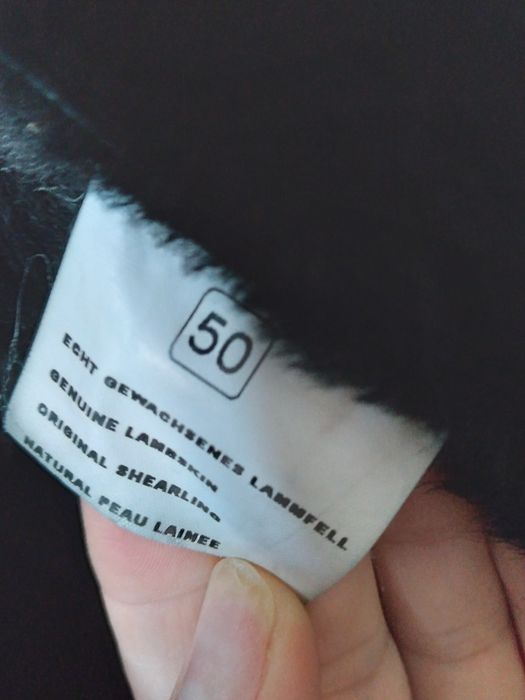 50
ECHT GEWACHSENES LAMMFELL
GENUINE LAMBSKIN
ORIGINAL SHEARLING
NATURAL PEAU LAINEE